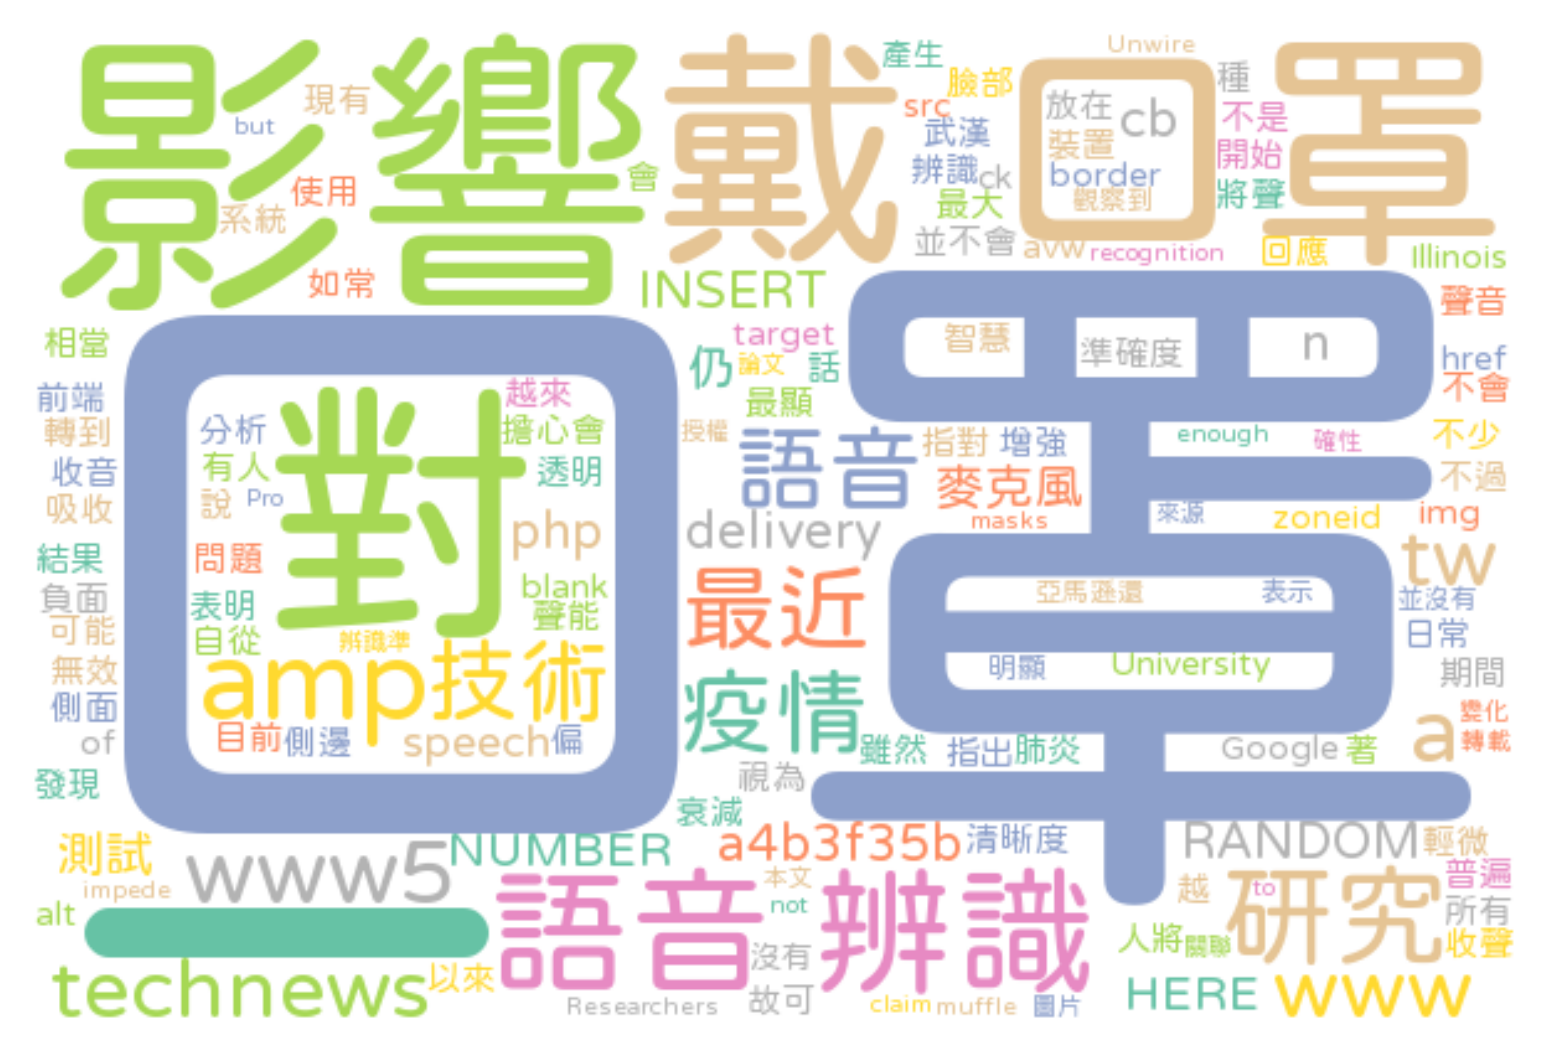 影響
戴口罩
產生
Unwire
臉部
種
現有
but
src
放在
cb
不是
武漢
裝置
開始
使用
會
辨識
ck
border
將聲
系統
最大
觀察到
並不會
avw
recognition
回應
Illinois
如常
INSERT
聲音
口罩
相當
target
智慧
準確度
n
href
仍
論文
話
不會
前端
越來
最顯
轉到
分析
對
擔心會
授權
語音
指對
增強
enough
確性
不少
收音
有人
透明
麥克風
不過
吸收
說
Pro
php
delivery
masks
來源
zoneid
img
結果
問題
tw
負面
表明
blank
聲能
最近
亞馬遜還
表示
並沒有
可能
自從
辨識準
日常
無效
amp
技術
疫情
明顯
University
期間
側面
of
目前
側邊
speech
偏
雖然
指出
肺炎
Google
著
a
變化
轉載
發現
視為
衰減
測試
www5
NUMBER
a4b3f35b
清晰度
RANDOM
輕微
impede
語音辨識
本文
越
to
研究
普遍
alt
一
not
所有
人將
關聯
收聲
technews
以來
沒有
Researchers
故可
claim
muffle
圖片
HERE
www